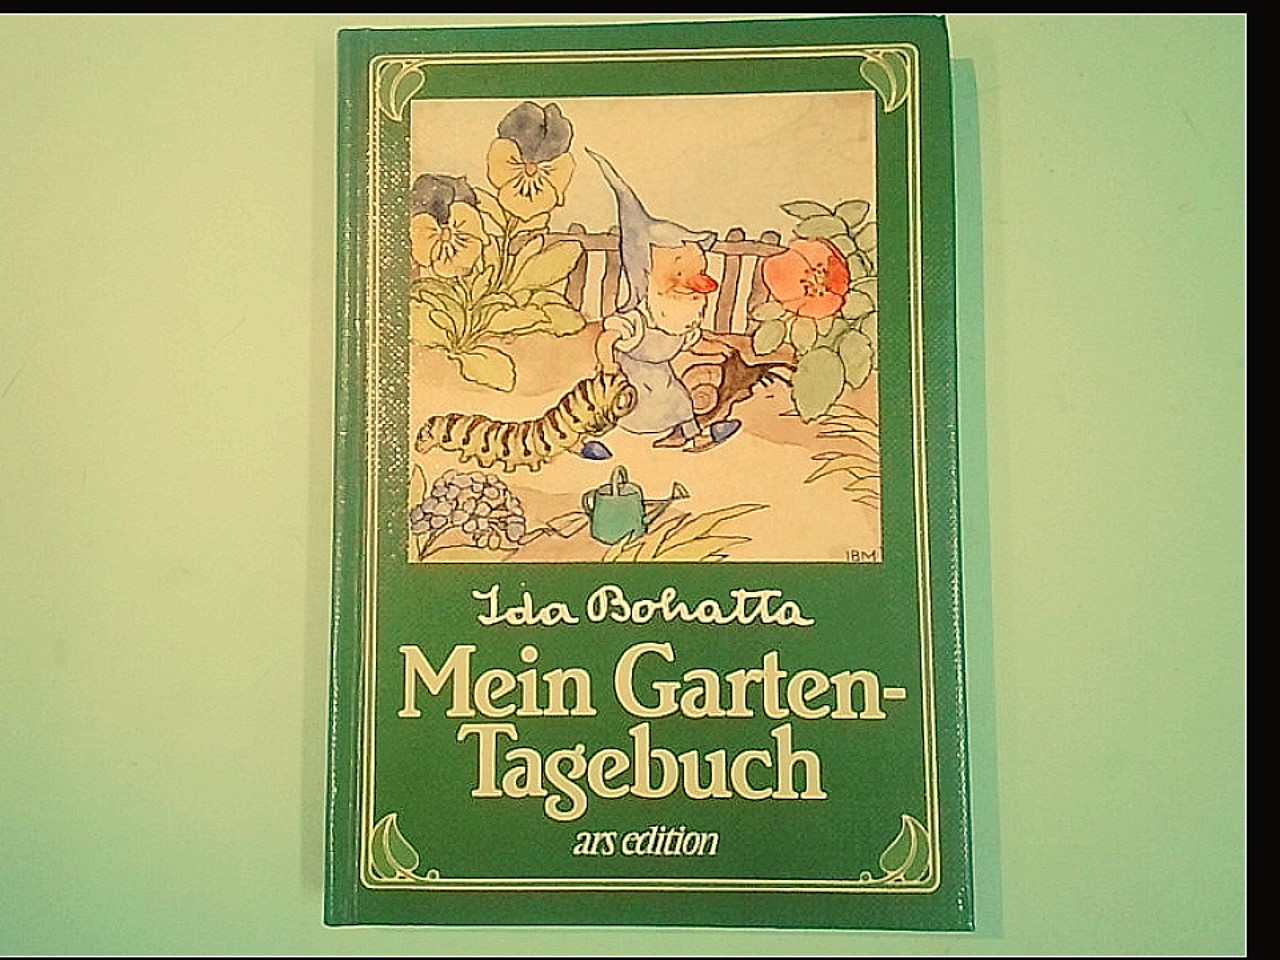 IBM
Ida Bohatta
Mein Garten-
Tagebuch
ars edition